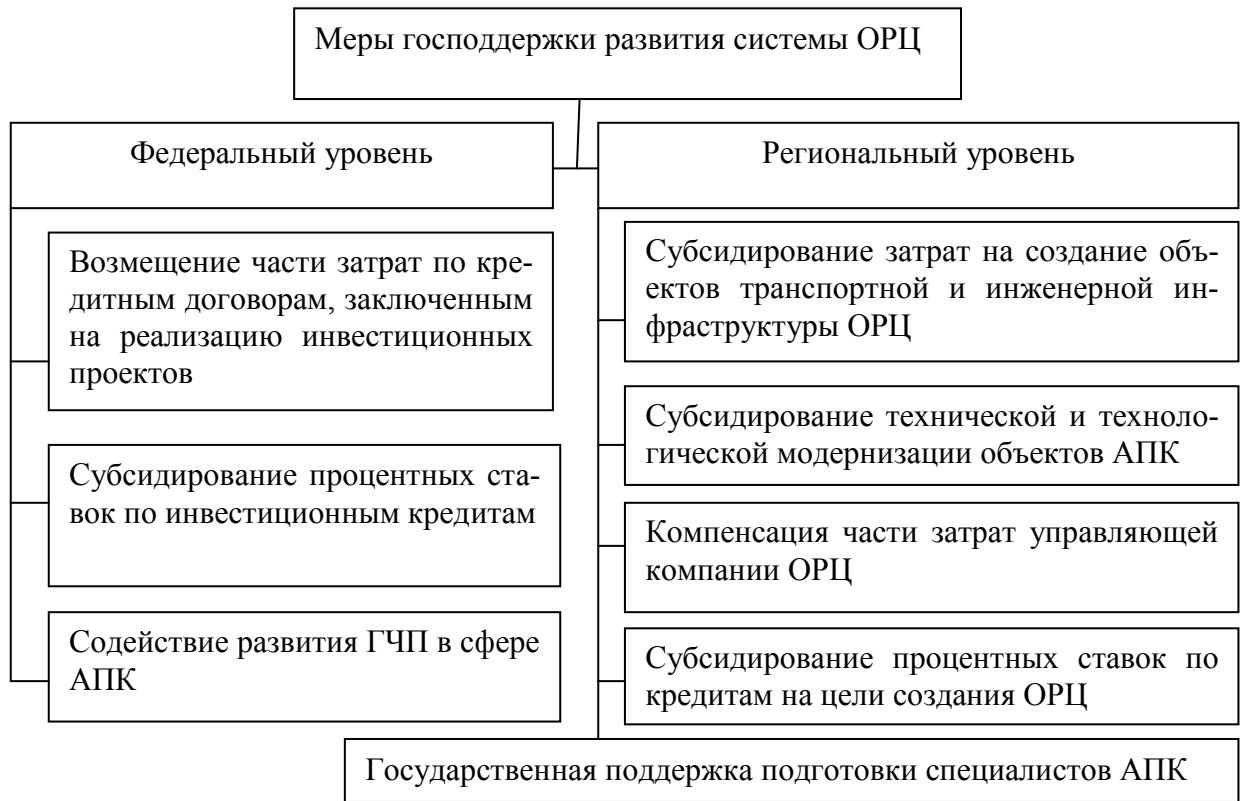 Меры господдержки развития системы ОРЦ
Федеральный уровень
Возмещение части затрат по кре-
дитным договорам, заключенным
на реализацию инвестиционных
проектов
Субсидирование процентных ста-
вок по инвестиционным кредитам
Содействие развития ГЧП в сфере
АПК
Региональный уровень
Субсидирование затрат на создание объ-
ектов транспортной и инженерной ин-
фраструктуры ОРЦ
Субсидирование технической и техноло-
гической модернизации объектов АПК
Компенсация части затрат управляющей
компании ОРЦ
Субсидирование процентных ставок по
кредитам на цели создания ОРЦ
Государственная поддержка подготовки специалистов АПК